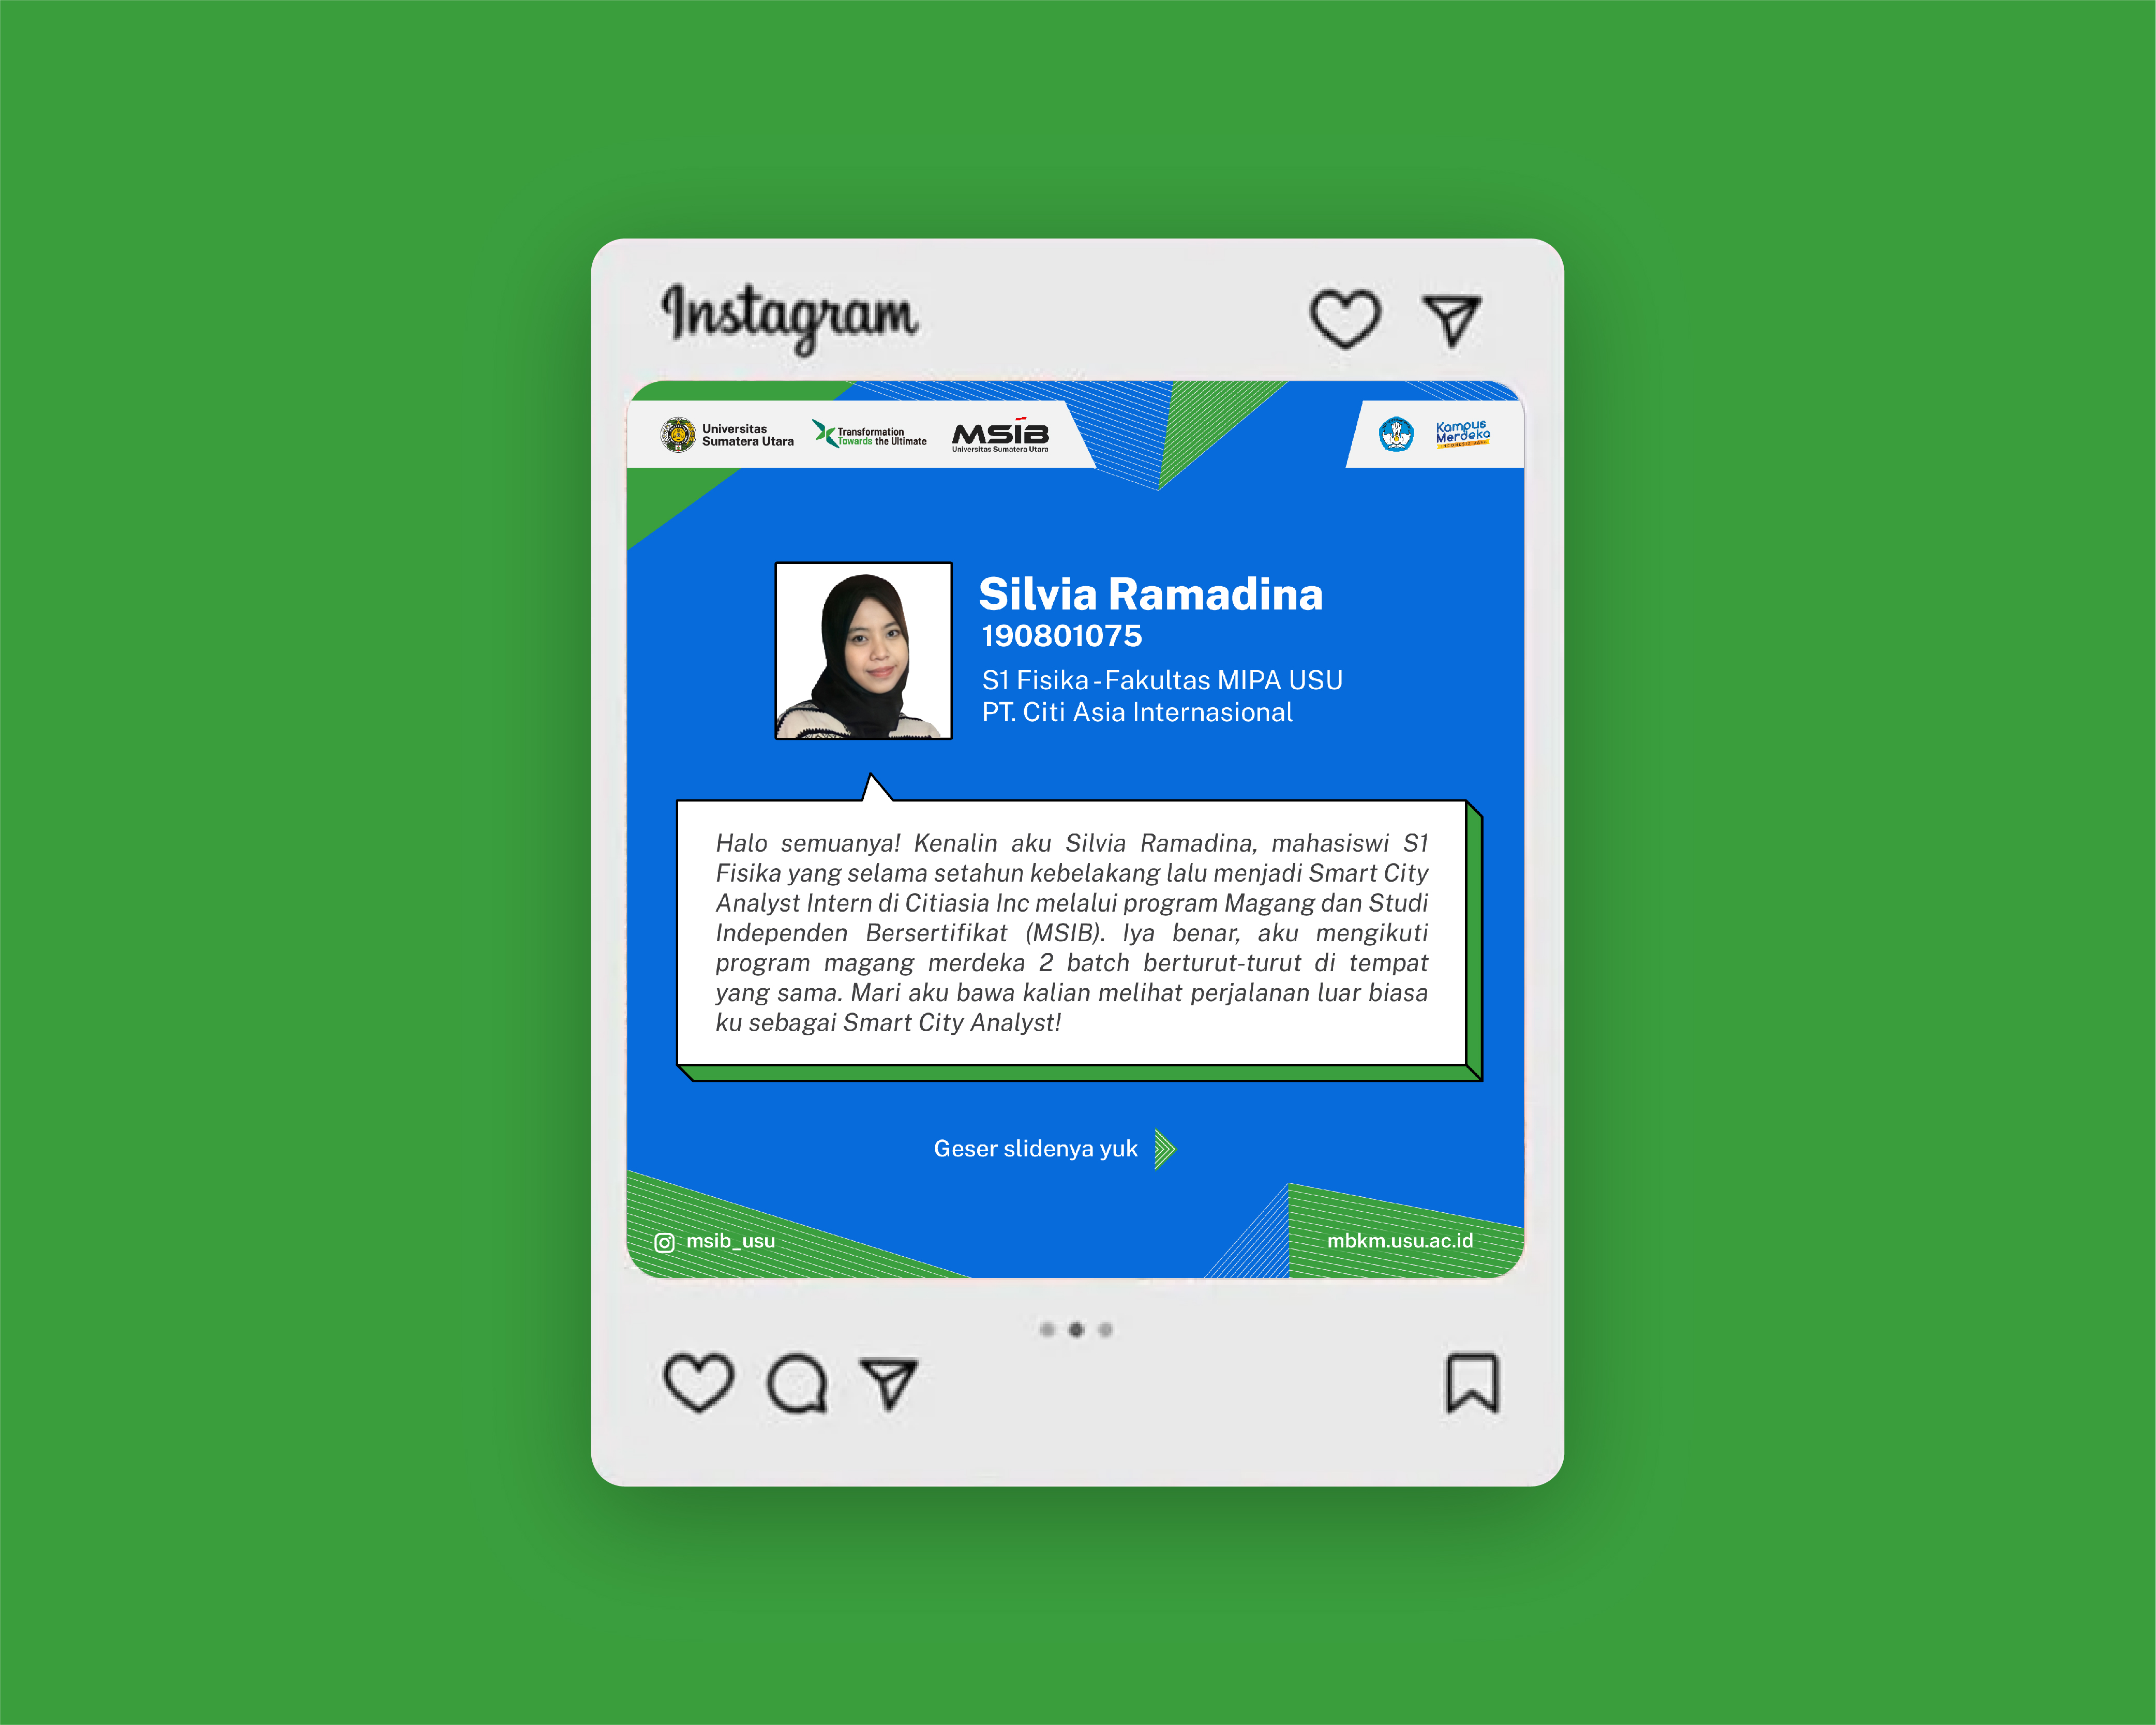 Instagram
Universitas
Sumatera Utara
Transformation
Towards the Ultimate
MSIB
Universitas Sumatera Utara
Kampus
Merdeka
INDONESIA JAYA
Silvia Ramadina
190801075
S1 Fisika - Fakultas MIPA USU
PT. Citi Asia Internasional
Halo semuanya! Kenalin aku Silvia Ramadina, mahasiswi S1
Fisika yang selama setahun kebelakang lalu menjadi Smart City
Analyst Intern di Citiasia Inc melalui program Magang dan Studi
Independen Bersertifikat (MSIB). Iya benar, aku mengikuti
program magang merdeka 2 batch berturut-turut di tempat
yang sama. Mari aku bawa kalian melihat perjalanan luar biasa
ku sebagai Smart City Analyst!
Geser slidenya yuk
msib_usu
mbkm.usu.ac.id